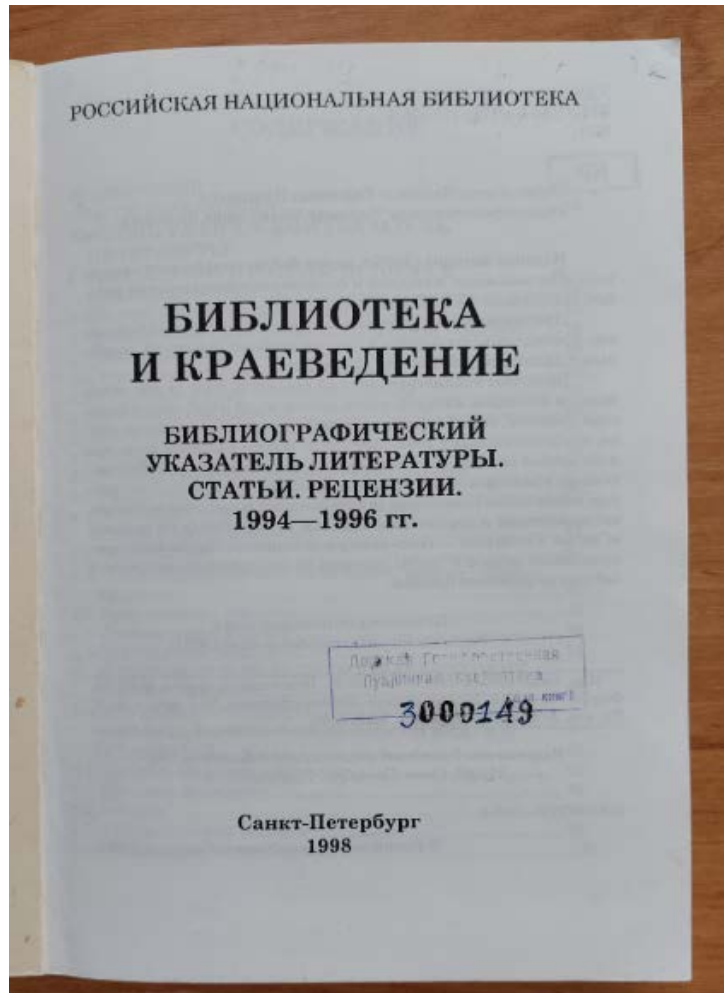 РОССИЙСКАЯ НАЦИОНАЛЬНАЯ БИБЛИОТЕКА
БИБЛИОТЕКА
И КРАЕВЕДЕНИЕ
БИБЛИОГРАФИЧЕСКИЙ
УКАЗАТЕЛЬ ЛИТЕРАТУРЫ.
СТАТЬИ. РЕЦЕНЗИИ.
1994—1996 гг.
3000149
Санкт-Петербург
1998